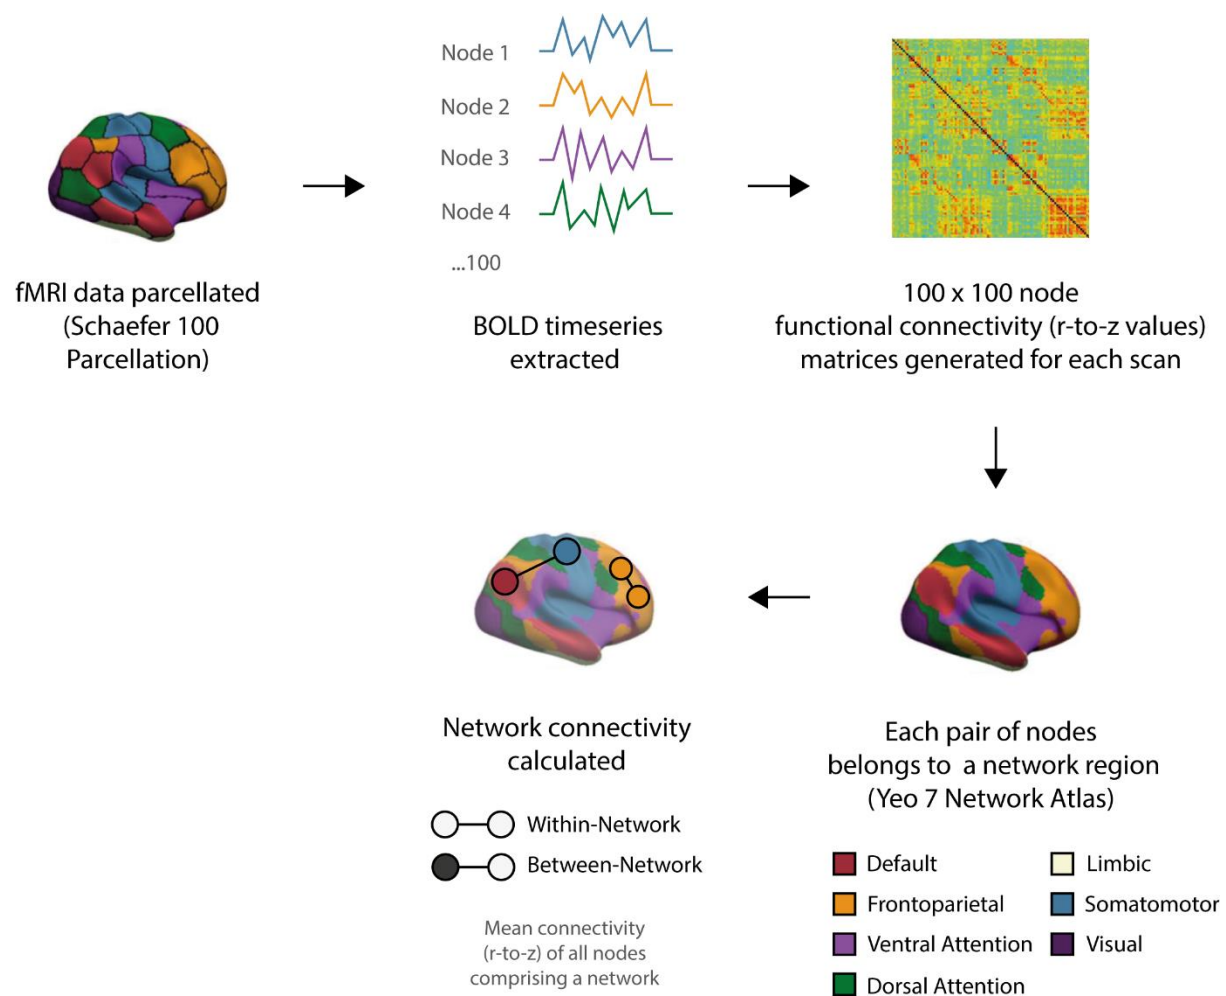 Node 1
Node 2
Node 3
Node 4
...100
fMRI data parcellated
(Schaefer 100
Parcellation)
BOLD timeseries
extracted
100 x 100 node
functional connectivity (r-to-z values)
matrices generated for each scan
Network connectivity
calculated
Within-Network
Between-Network
Mean connectivity
(r-to-z) of all nodes
comprising a network
Each pair of nodes
belongs to a network region
(Yeo 7 Network Atlas)
Default
Frontoparietal
Ventral Attention
Dorsal Attention
Limbic
Somatomotor
Visual